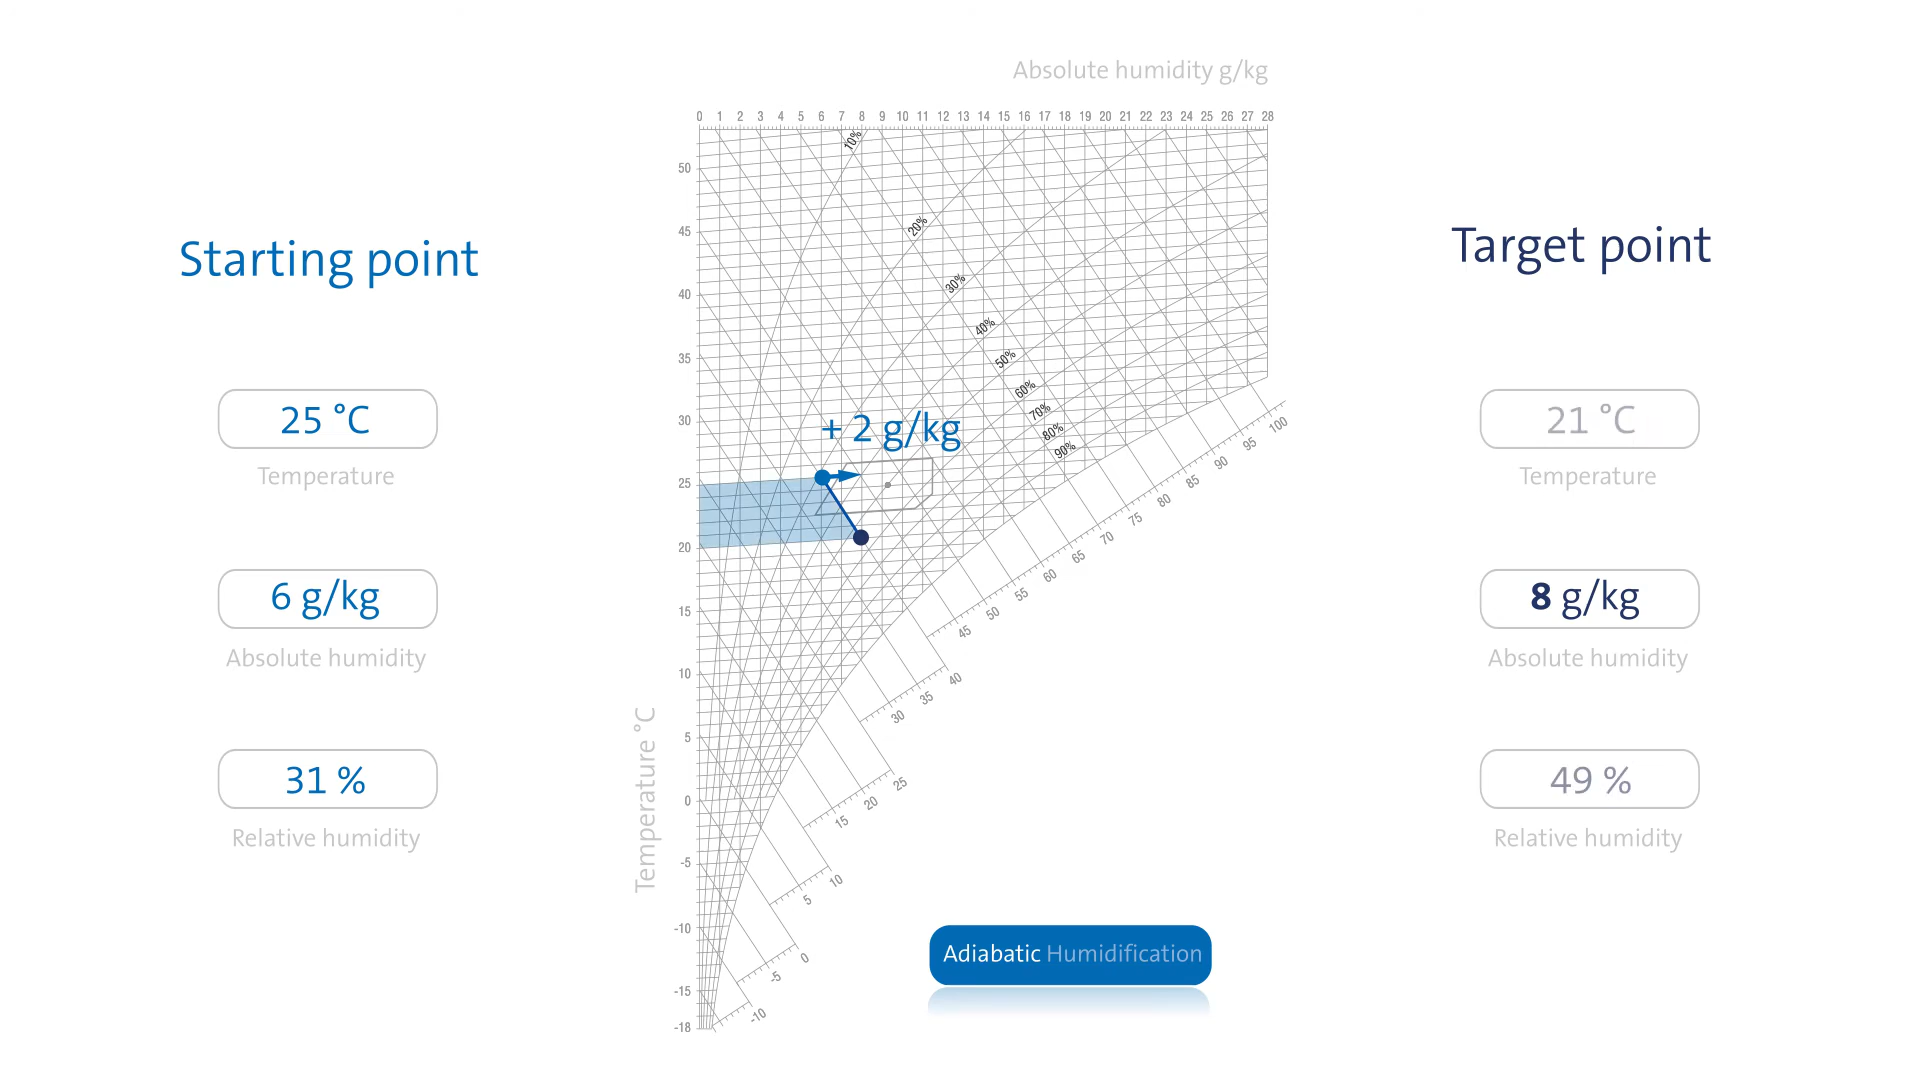 Absolute humidity g/kg
0 1 2 3 4 5 6 7 8 9 10 11 12 13 14 15 16 17 18 19 20 21 22 23 24 25 26 27 28
Starting point
25 °C
Temperature
6 g/kg
Absolute humidity
31 %
Relative humidity
Temperature °C
50
45
40
35
30
25
20
15
10
5
0
-5
-10
-15
-18
10%
20%
30%
40%
50%
60%
70%
80%
90%
+ 2 g/kg
100
95
90
85
80
75
70
65
60
55
50
45
40
35
30
25
20
15
10
5
0
-5
-10
Adiabatic Humidification
Target point
21 °C
Temperature
8 g/kg
Absolute humidity
49 %
Relative humidity